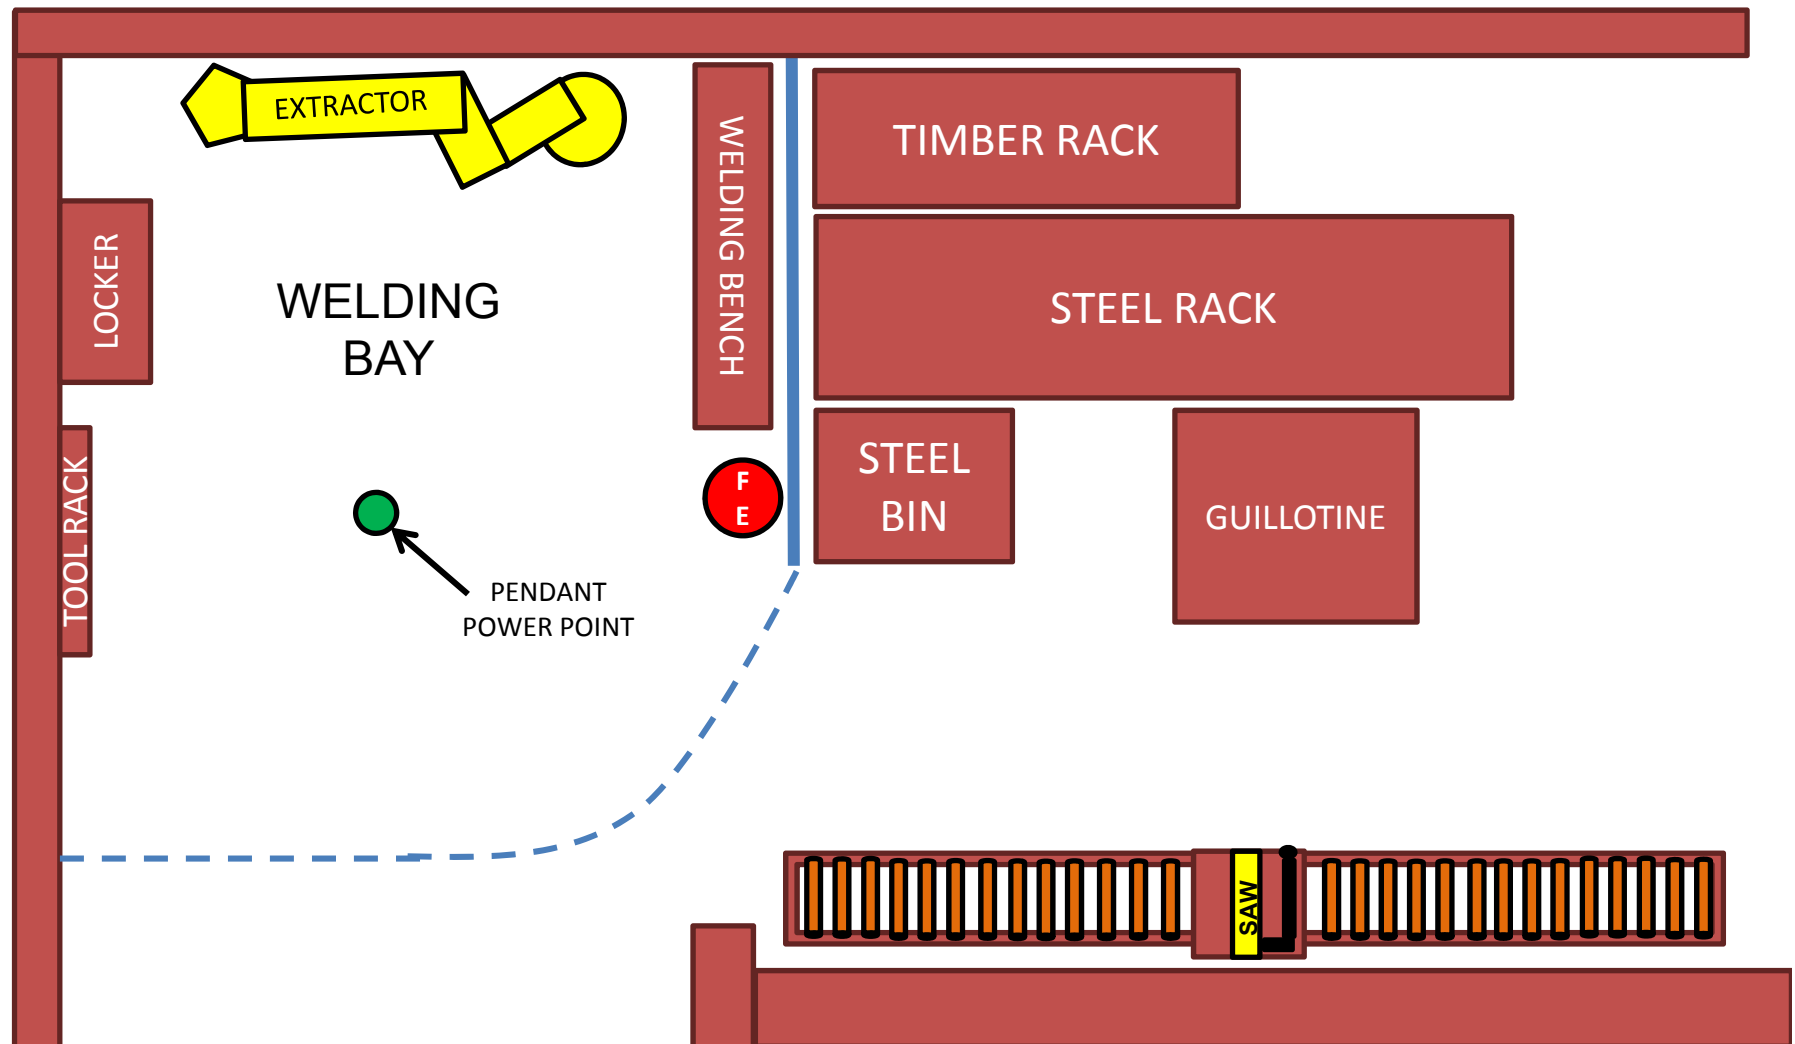 EXTRACTOR
WELDING BENCH
TIMBER RACK
LOCKER
WELDING
BAY
STEEL RACK
TOOL RACK
F
E
STEEL
BIN
GUILLOTINE
PENDANT
POWER POINT
SAW